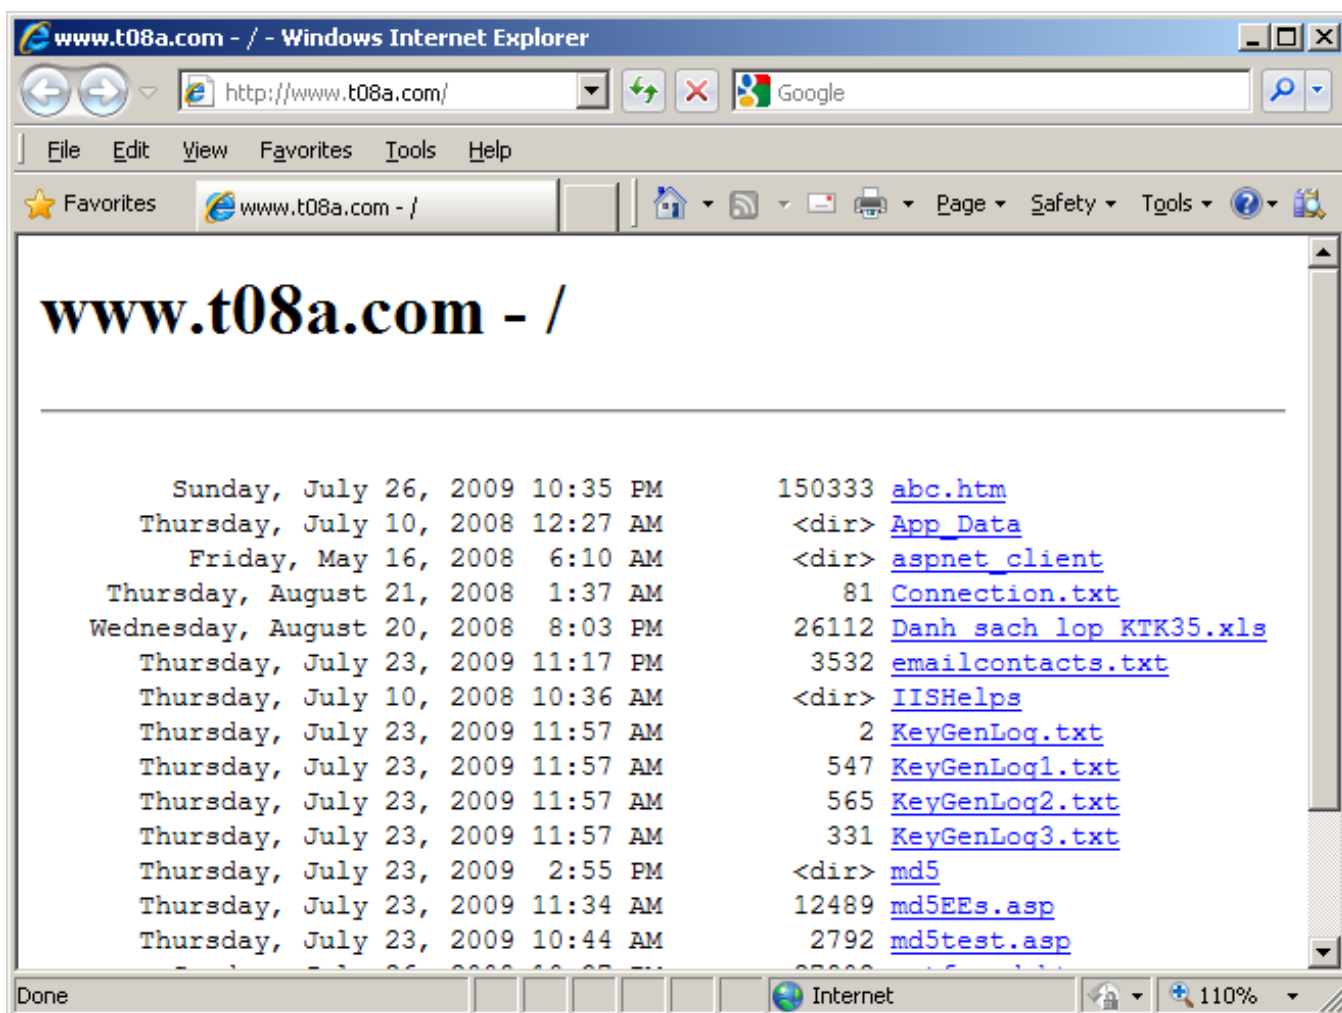 www.t08a.com - / - Windows Internet Explorer
http://www.t08a.com/ Google
File Edit View Favorites Tools Help
Favorites www.t08a.com - / Page Safety Tools
www.t08a.com - /
Sunday, July 26, 2009 10:35 PM 150333 abc.htm
Thursday, July 10, 2008 12:27 AM <dir> App_Data
Friday, May 16, 2008 6:10 AM <dir> aspnet_client
Thursday, August 21, 2008 1:37 AM 81 Connection.txt
Wednesday, August 20, 2008 8:03 PM 26112 Danh sach lop KTK35.xls
Thursday, July 23, 2009 11:17 PM 3532 emailcontacts.txt
Thursday, July 10, 2008 10:36 AM <dir> IISHelps
Thursday, July 23, 2009 11:57 AM 2 KeyGenLog.txt
Thursday, July 23, 2009 11:57 AM 547 KeyGenLog1.txt
Thursday, July 23, 2009 11:57 AM 565 KeyGenLog2.txt
Thursday, July 23, 2009 11:57 AM 331 KeyGenLog3.txt
Thursday, July 23, 2009 2:55 PM <dir> md5
Thursday, July 23, 2009 11:34 AM 12489 md5EEs.asp
Thursday, July 23, 2009 10:44 AM 2792 md5test.asp
Done Internet 110%